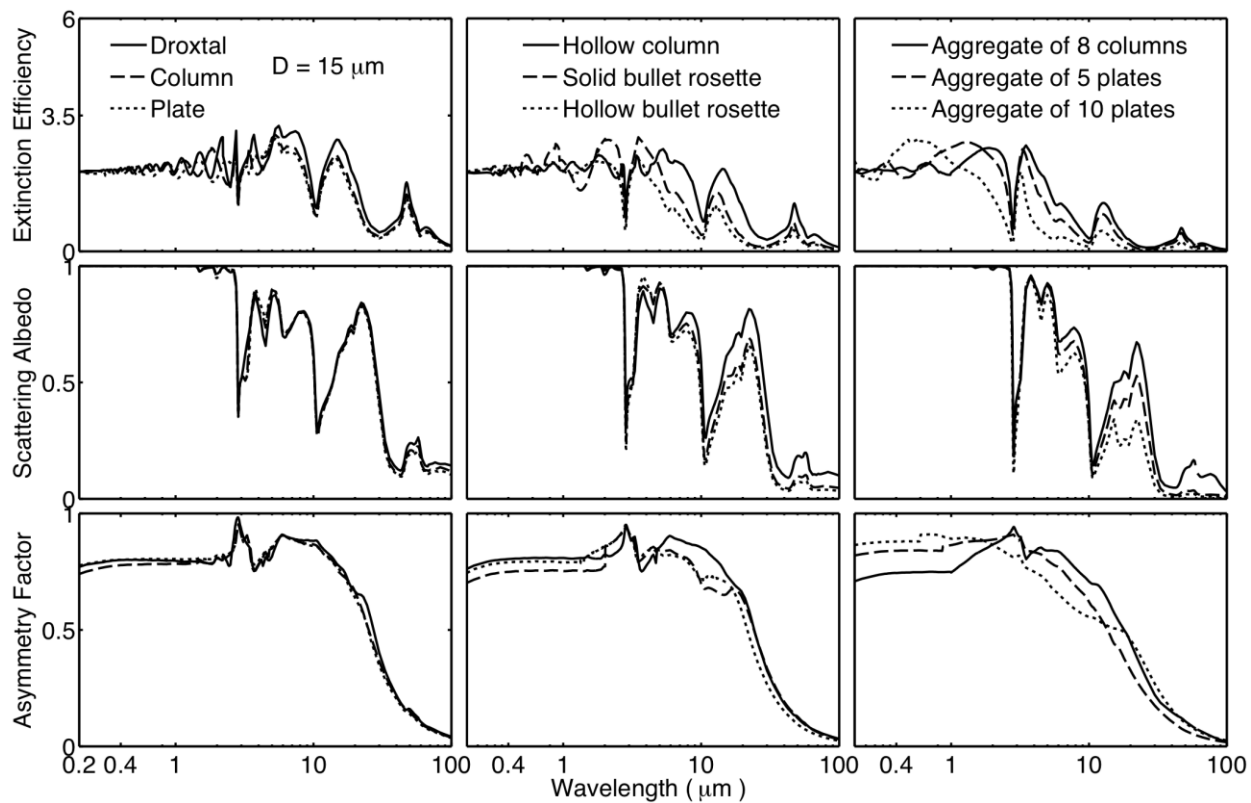 6
3.5
0
Extinction Efficiency
Droxtal
Column
Plate
D = 15 μm
Hollow column
Solid bullet rosette
Hollow bullet rosette
Aggregate of 8 columns
Aggregate of 5 plates
Aggregate of 10 plates
1
0.5
0
Scattering Albedo
1
0.5
0
Asymmetry Factor
0.2 0.4 1 10 100
0.4 1 10 100
0.4 1 10 100
Wavelength ( μm )